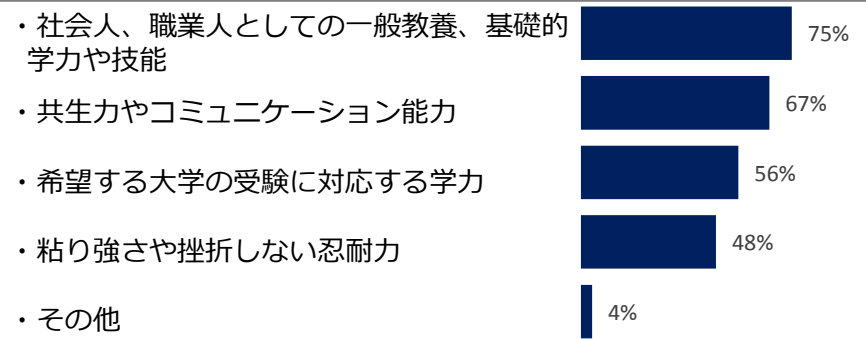 ・社会人、職業人としての一般教養、基礎的
学力や技能
75%
・共生力やコミュニケーション能力
67%
・希望する大学の受験に対応する学力
56%
・粘り強さや挫折しない忍耐力
48%
・その他
4%